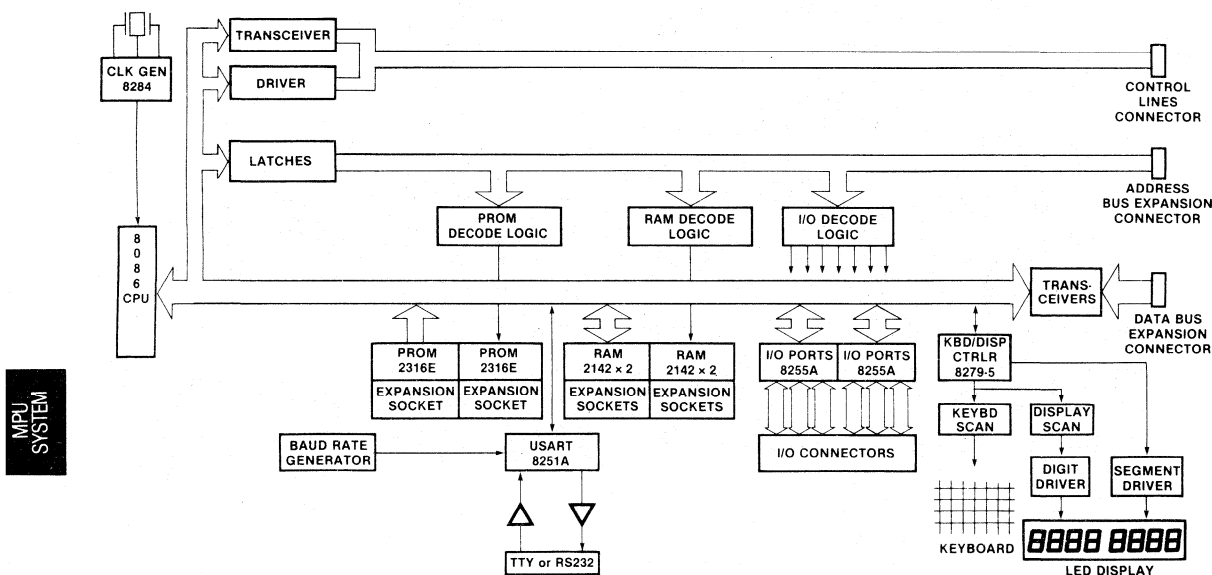 TRANSCEIVER
CLK GEN
8284
DRIVER
CONTROL
LINES
CONNECTOR
LATCHES
ADDRESS
BUS EXPANSION
CONNECTOR
PROM
DECODE LOGIC
RAM DECODE
LOGIC
I/O DECODE
LOGIC
8
0
8
6
CPU
TRANS-
CEIVERS
DATA BUS
EXPANSION
CONNECTOR
PROM
2316E
PROM
2316E
EXPANSION
SOCKET
EXPANSION
SOCKET
RAM
2142 × 2
RAM
2142 × 2
EXPANSION
SOCKETS
EXPANSION
SOCKETS
I/O PORTS
8255A
I/O PORTS
8255A
KBD/DISP
CTRLR
8279-5
MPU
SYSTEM
KEYBD
SCAN
DISPLAY
SCAN
BAUD RATE
GENERATOR
USART
8251A
I/O CONNECTORS
DIGIT
DRIVER
SEGMENT
DRIVER
KEYBOARD
8888 8888
TTY or RS232
LED DISPLAY